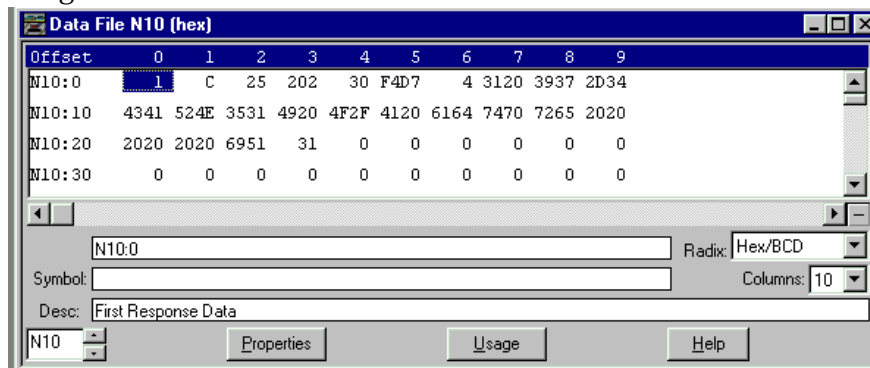 Data File N10 (hex)
Offset 0 1 2 3 4 5 6 7 8 9
N10:0 1 C 25 202 30 F4D7 4 3120 3937 2D34
N10:10 4341 524E 3531 4920 4F2F 4120 6164 7470 7265 2020
N10:20 2020 2020 6951 31 0 0 0 0 0 0
N10:30 0 0 0 0 0 0 0 0 0 0
N10:0 Radix: Hex/BCD
Symbol: Columns: 10
Desc: First Response Data
N10 Properties Usage Help